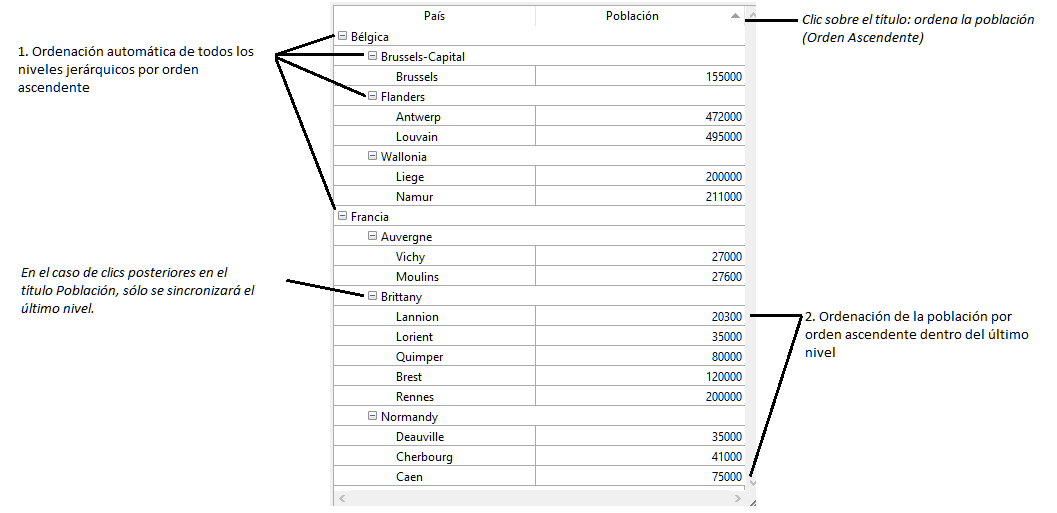 País Población
Clic sobre el título: ordena la población
(Orden Ascendente)
1. Ordenación automática de todos los
niveles jerárquicos por orden
ascendente
Bélgica
Brussels-Capital
Brussels 155000
Flanders
Antwerp 472000
Louvain 495000
Wallonia
Liege 200000
Namur 211000
Francia
Auvergne
Vichy 27000
Moulins 27600
En el caso de clics posteriores en el
título Población, sólo se sincronizará el
último nivel.
Brittany
Lannion 20300
Lorient 35000
Quimper 80000
Brest 120000
Rennes 200000
2. Ordenación de la población por
orden ascendente dentro del último
nivel
Normandy
Deauville 35000
Cherbourg 41000
Caen 75000